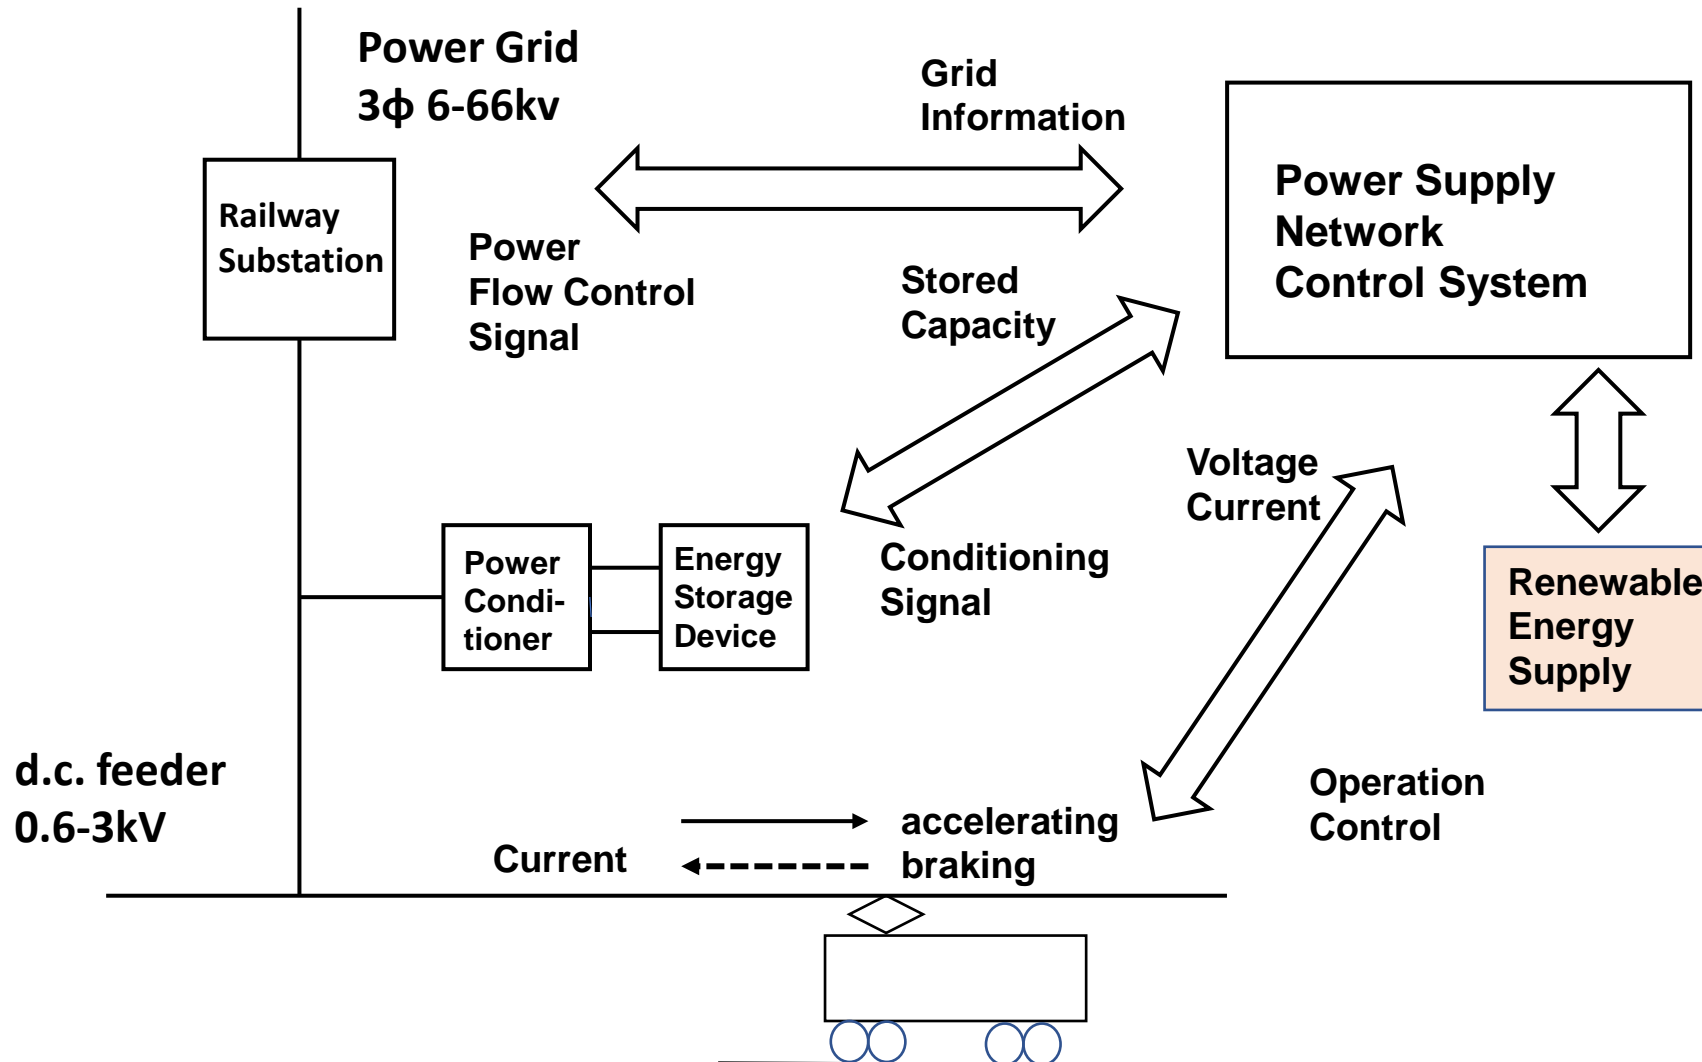 Power Grid
3ϕ 6-66kv
Grid
Information
Power Supply
Network
Control System
Railway
Substation
Power
Flow Control
Signal
Stored
Capacity
Voltage
Current
Power
Condi-
tioner
Energy
Storage
Device
Conditioning
Signal
Renewable
Energy
Supply
d.c. feeder
0.6-3kV
Current
accelerating
braking
Operation
Control